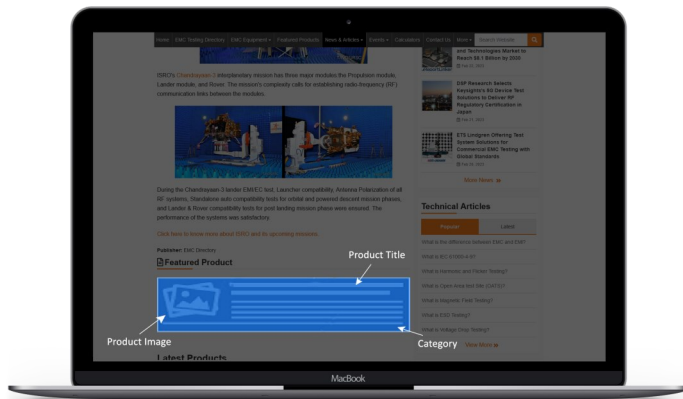 Home EMC Testing Directory EMC Equipment Featured Products News & Articles Events Calculators Contact Us More Search Website
ISRO's Chandrayaan 3 interplanetary mission has three major modules the Propulsion module,
Lander module, and Rover. The mission's complexity calls for establishing radio-frequency (RF)
communication links between the modules.
During the Chandrayaan 3 lander EMI/EC test, Launcher compatibility, Antenna Polarization of all
RF systems, Standalone auto compatibility tests for orbital and powered descent mission phases,
and Lander & Rover compatibility tests for post landing mission phase were ensured. The
performance of the systems was satisfactory.
Click here to know more about ISRO and its upcoming missions.
Publisher: EMC Directory
Featured Product
Product Title
Product Image
Category
Latest Products
and Technologies Market to
Reach $9.1 Billion by 2030
DSP Research Selects
Keysight's 5G Device Test
Solutions to Deliver RF
Regulatory Certification in
Japan
ETS Lindgren Offering Test
System Solutions for
Commercial EMC Testing with
Global Standards
More News
Technical Articles
Popular Latest
What is the difference between EMC and EMI?
What is Harmonic and Flicker Testing?
What is Open Area test Site (OATS)?
What is Magnetic Field Testing?
What is ESD Testing?
What is Voltage Drop Testing?
View More
MacBook